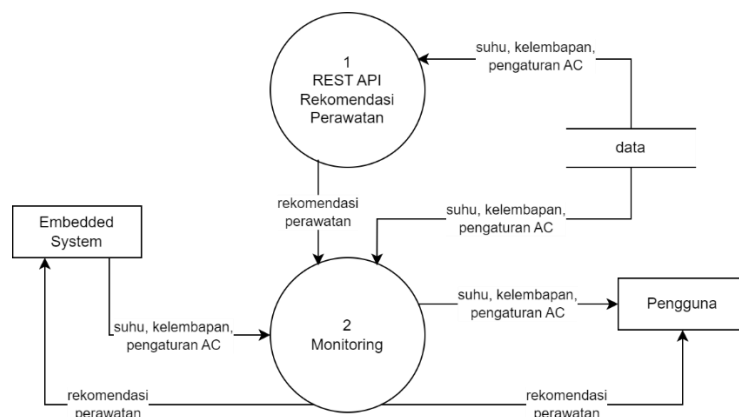 1
REST API
Rekomendasi
Perawatan
suhu, kelembapan,
pengaturan AC
data
rekomendasi
perawatan
suhu, kelembapan,
pengaturan AC
Embedded
System
suhu, kelembapan,
pengaturan AC
2
Monitoring
suhu, kelembapan,
pengaturan AC
Pengguna
rekomendasi
perawatan
rekomendasi
perawatan